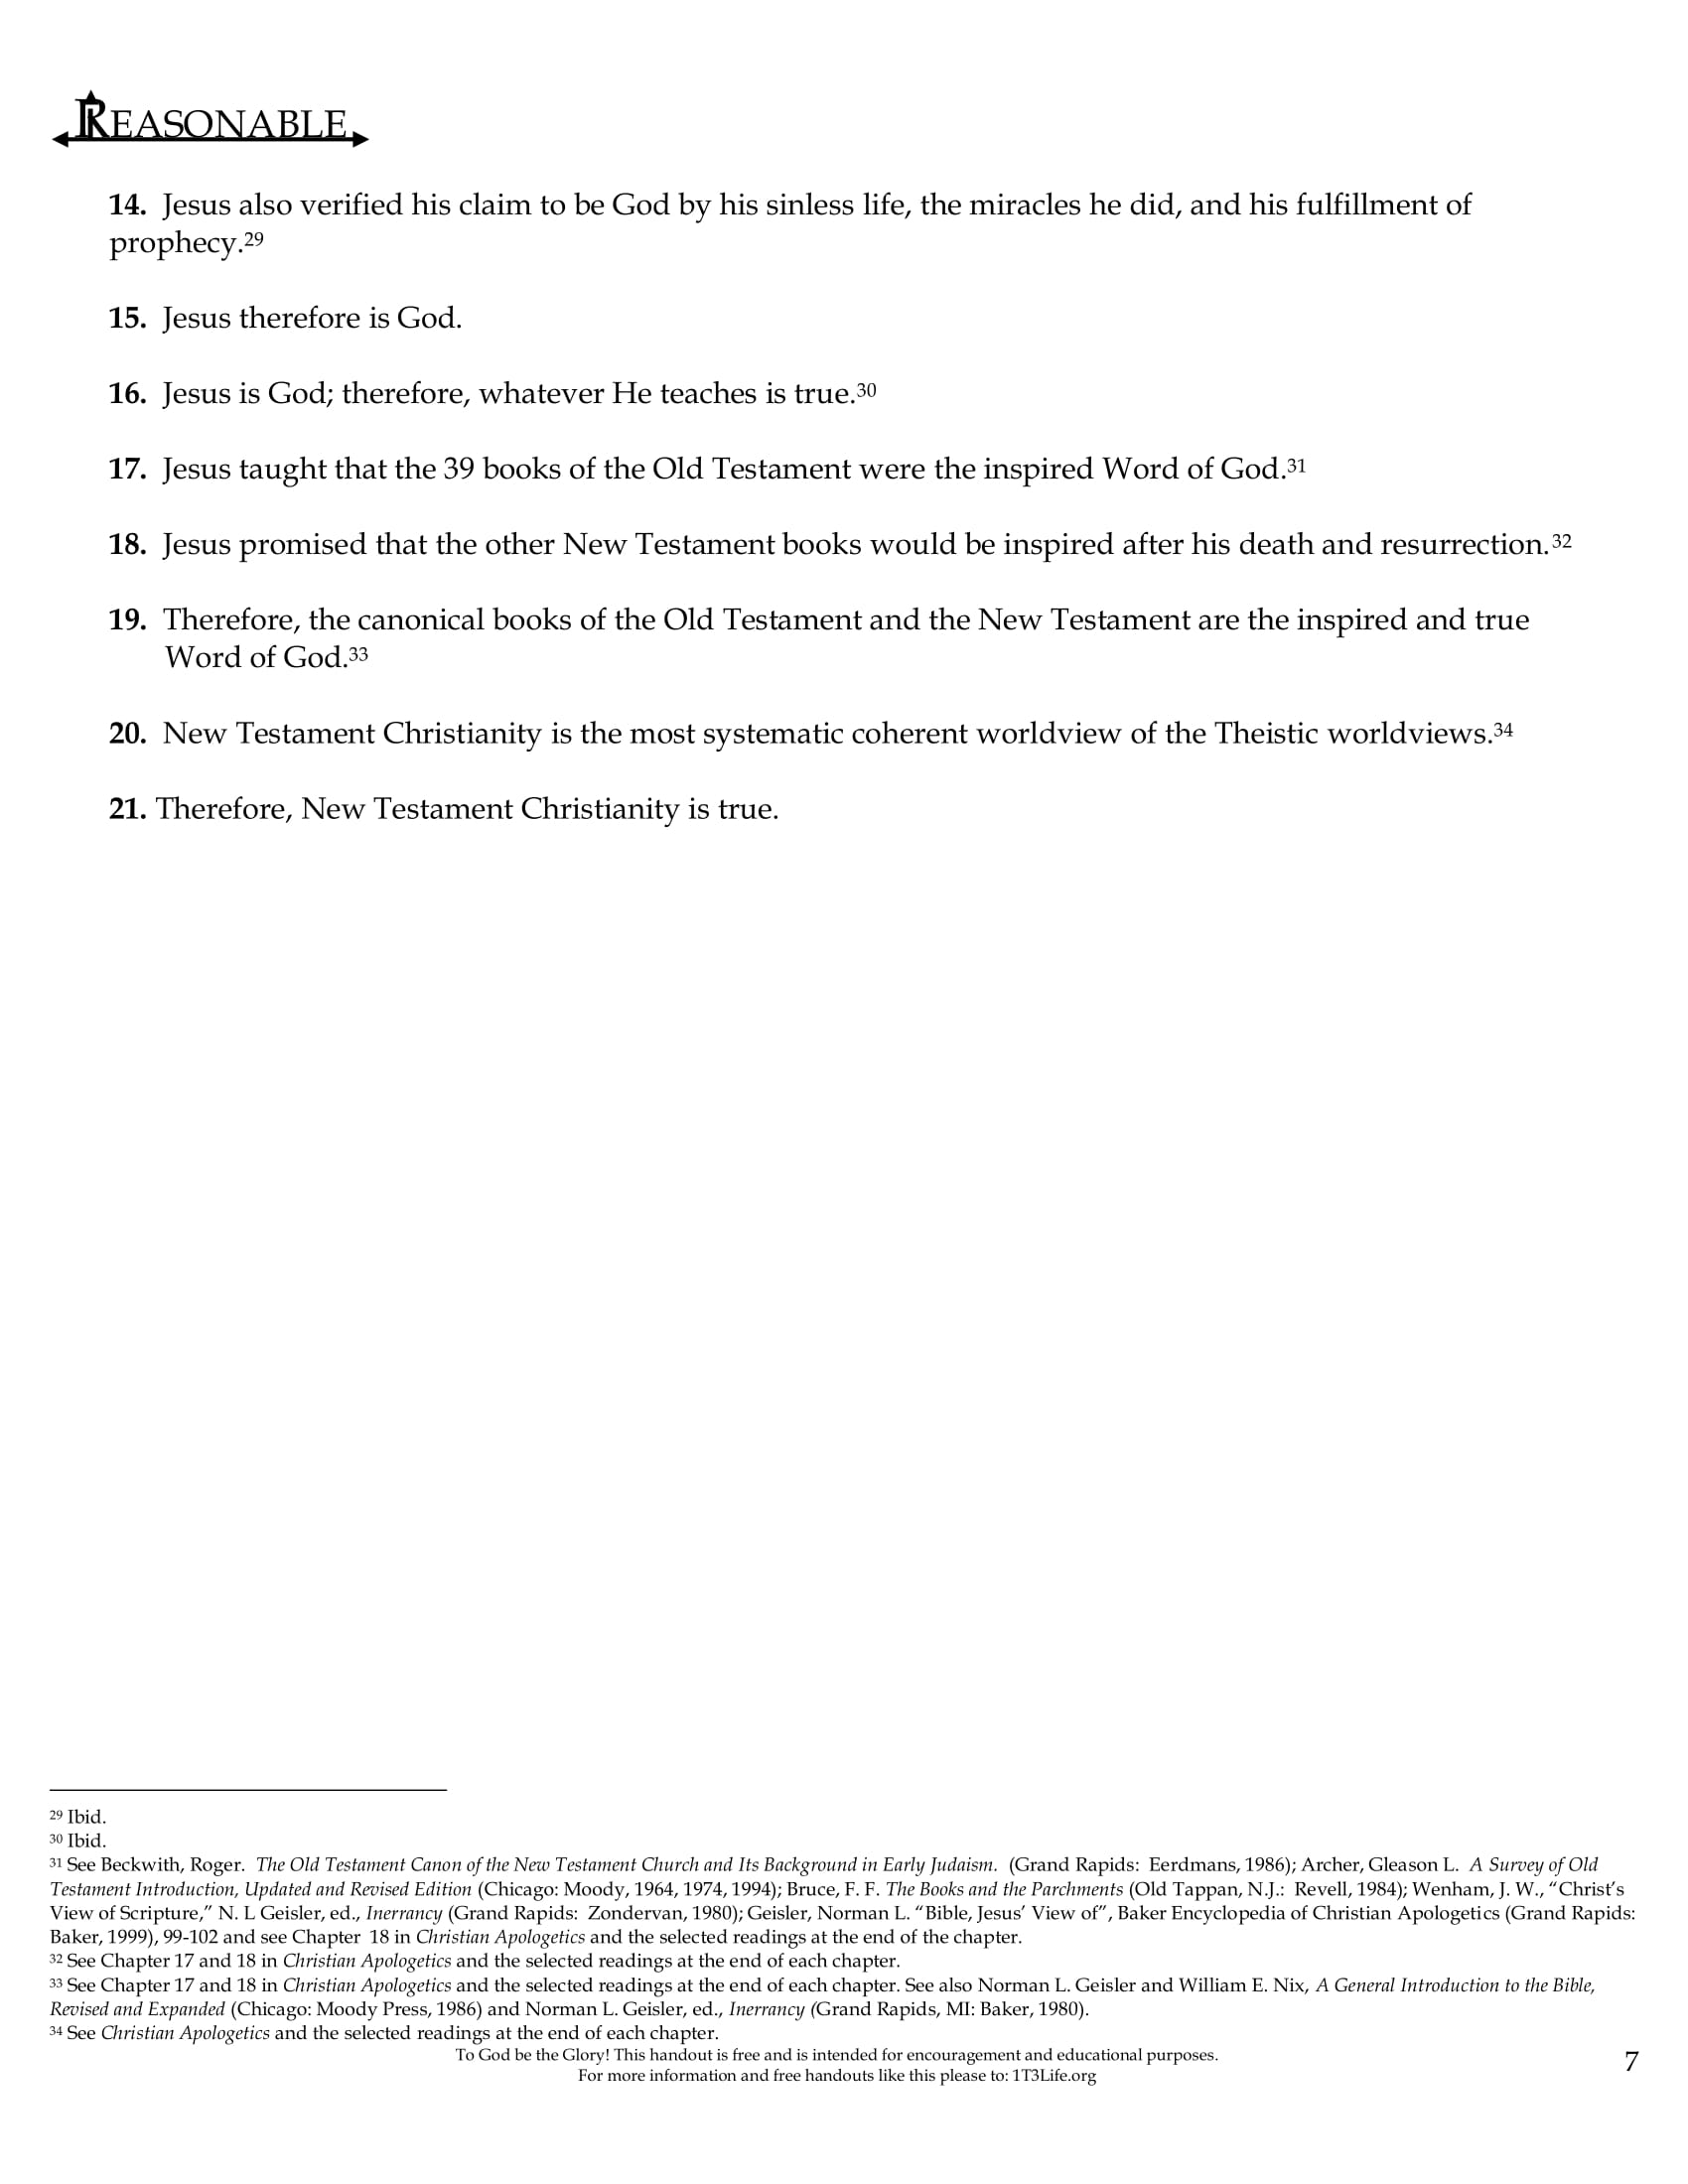 REASONABLE
14. Jesus also verified his claim to be God by his sinless life, the miracles he did, and his fulfillment of
prophecy.29
15. Jesus therefore is God.
16. Jesus is God; therefore, whatever He teaches is true.30
17. Jesus taught that the 39 books of the Old Testament were the inspired Word of God.31
18. Jesus promised that the other New Testament books would be inspired after his death and resurrection.32
19. Therefore, the canonical books of the Old Testament and the New Testament are the inspired and true
Word of God.33
20. New Testament Christianity is the most systematic coherent worldview of the Theistic worldviews.34
21. Therefore, New Testament Christianity is true.
29 Ibid.
30 Ibid.
31 See Beckwith, Roger. The Old Testament Canon of the New Testament Church and Its Background in Early Judaism. (Grand Rapids: Eerdmans, 1986); Archer, Gleason L. A Survey of Old
Testament Introduction, Updated and Revised Edition (Chicago: Moody, 1964, 1974, 1994); Bruce, F. F. The Books and the Parchments (Old Tappan, N.J.: Revell, 1984); Wenham, J. W., “Christ’s
View of Scripture,” N. L Geisler, ed., Inerrancy (Grand Rapids: Zondervan, 1980); Geisler, Norman L. “Bible, Jesus’ View of”, Baker Encyclopedia of Christian Apologetics (Grand Rapids:
Baker, 1999), 99-102 and see Chapter 18 in Christian Apologetics and the selected readings at the end of the chapter.
32 See Chapter 17 and 18 in Christian Apologetics and the selected readings at the end of each chapter.
33 See Chapter 17 and 18 in Christian Apologetics and the selected readings at the end of each chapter. See also Norman L. Geisler and William E. Nix, A General Introduction to the Bible,
Revised and Expanded (Chicago: Moody Press, 1986) and Norman L. Geisler, ed., Inerrancy (Grand Rapids, MI: Baker, 1980).
34 See Christian Apologetics and the selected readings at the end of each chapter.
To God be the Glory! This handout is free and is intended for encouragement and educational purposes.
For more information and free handouts like this please to: 1T3Life.org
7